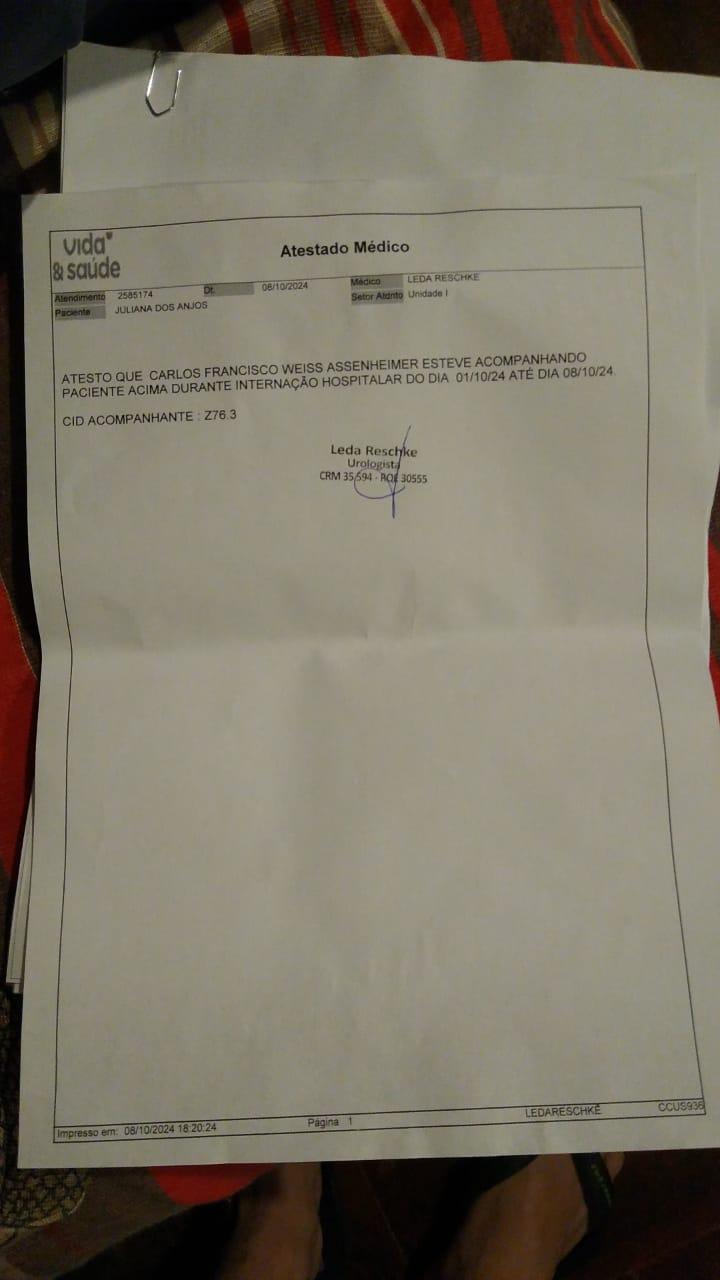 vida
& saúde
Atestado Médico
Atendimento 2585174 Dt. 08/10/2024 Médico LEDA RESCHKE
Paciente JULIANA DOS ANJOS Setor Atdnto Unidade I
ATESTO QUE CARLOS FRANCISCO WEISS ASSENHEIMER ESTEVE ACOMPANHANDO
PACIENTE ACIMA DURANTE INTERNAÇÃO HOSPITALAR DO DIA 01/10/24 ATÉ DIA 08/10/24.
CID ACOMPANHANTE : Z76.3
Leda Reschke
Urologista
CRM 35.594 - RQE 30555
Impresso em: 08/10/2024 18:20:24 Página 1 LEDARESCHKE CCUS936